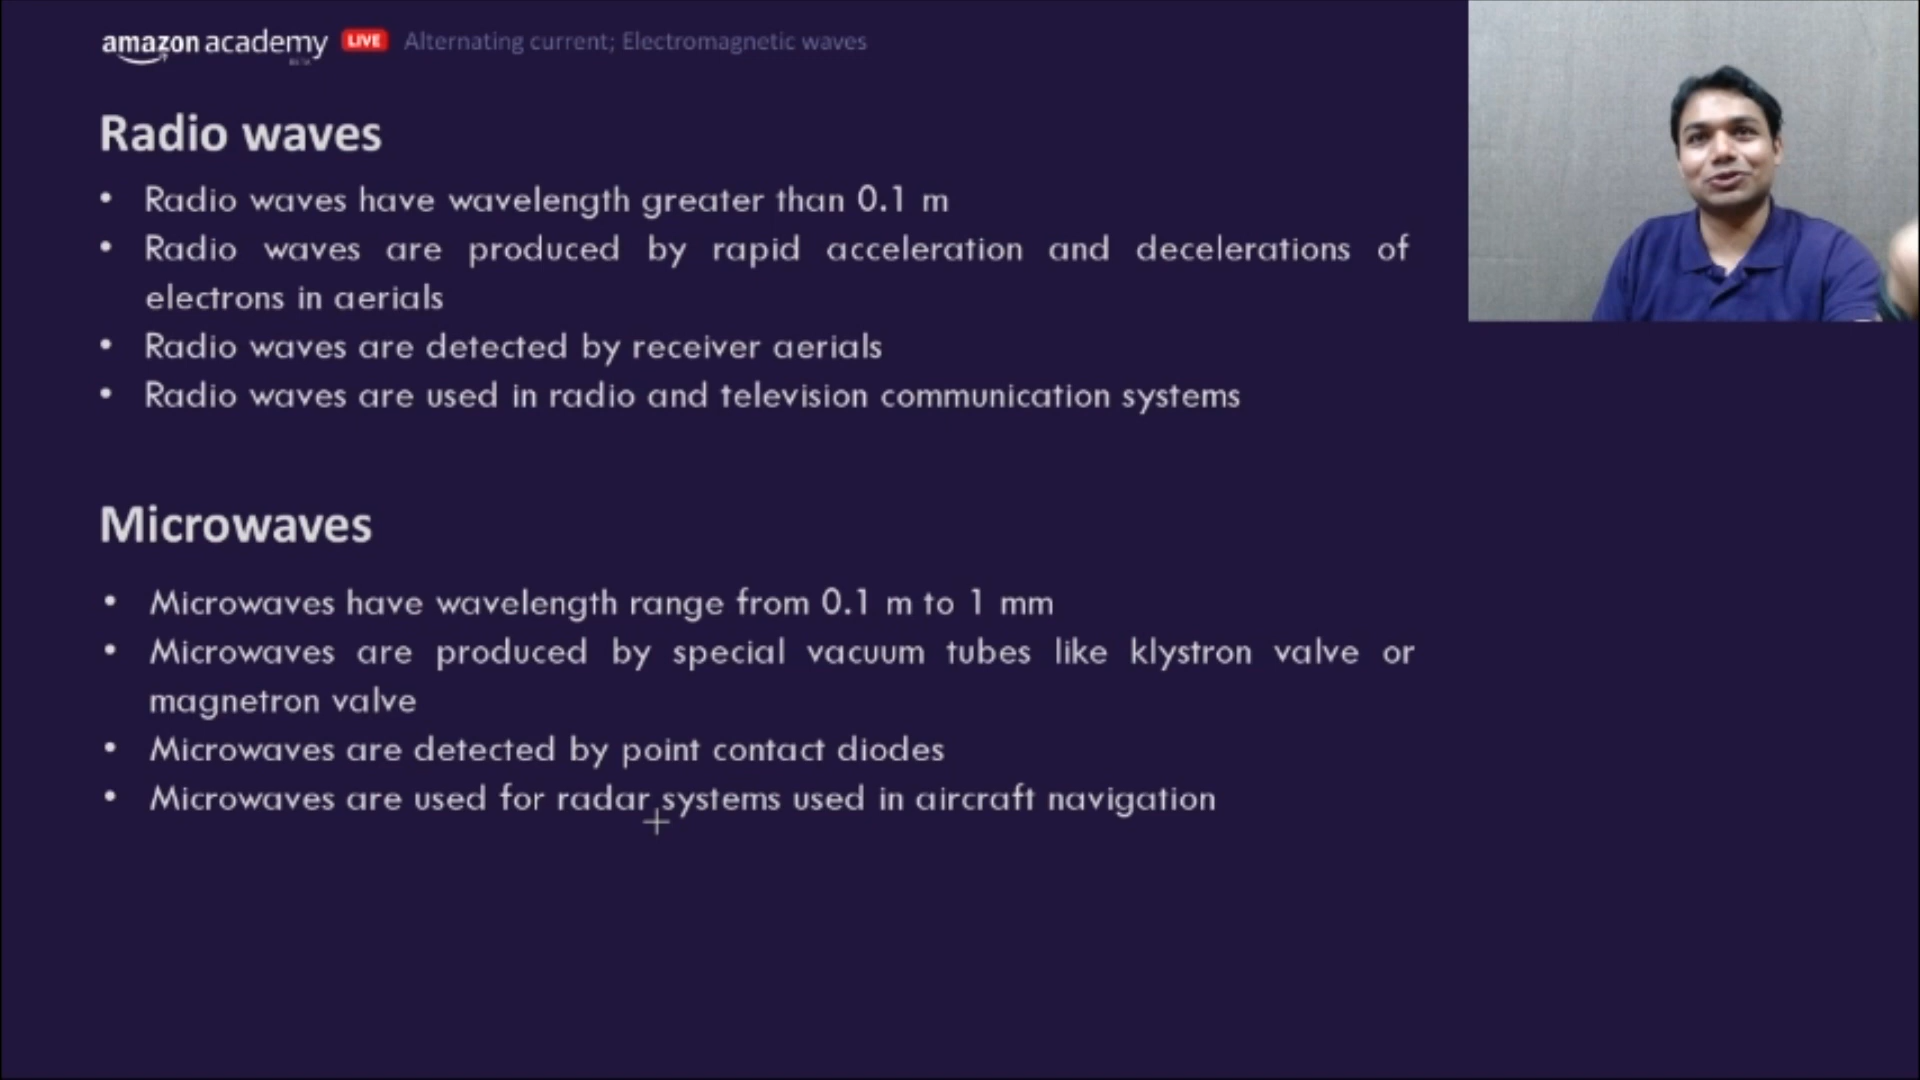 amazon academy LIVE Alternating current; Electromagnetic waves
BETA
Radio waves
• Radio waves have wavelength greater than 0.1 m
• Radio waves are produced by rapid acceleration and decelerations of
electrons in aerials
• Radio waves are detected by receiver aerials
• Radio waves are used in radio and television communication systems
Microwaves
• Microwaves have wavelength range from 0.1 m to 1 mm
• Microwaves are produced by special vacuum tubes like klystron valve or
magnetron valve
• Microwaves are detected by point contact diodes
• Microwaves are used for radar systems used in aircraft navigation